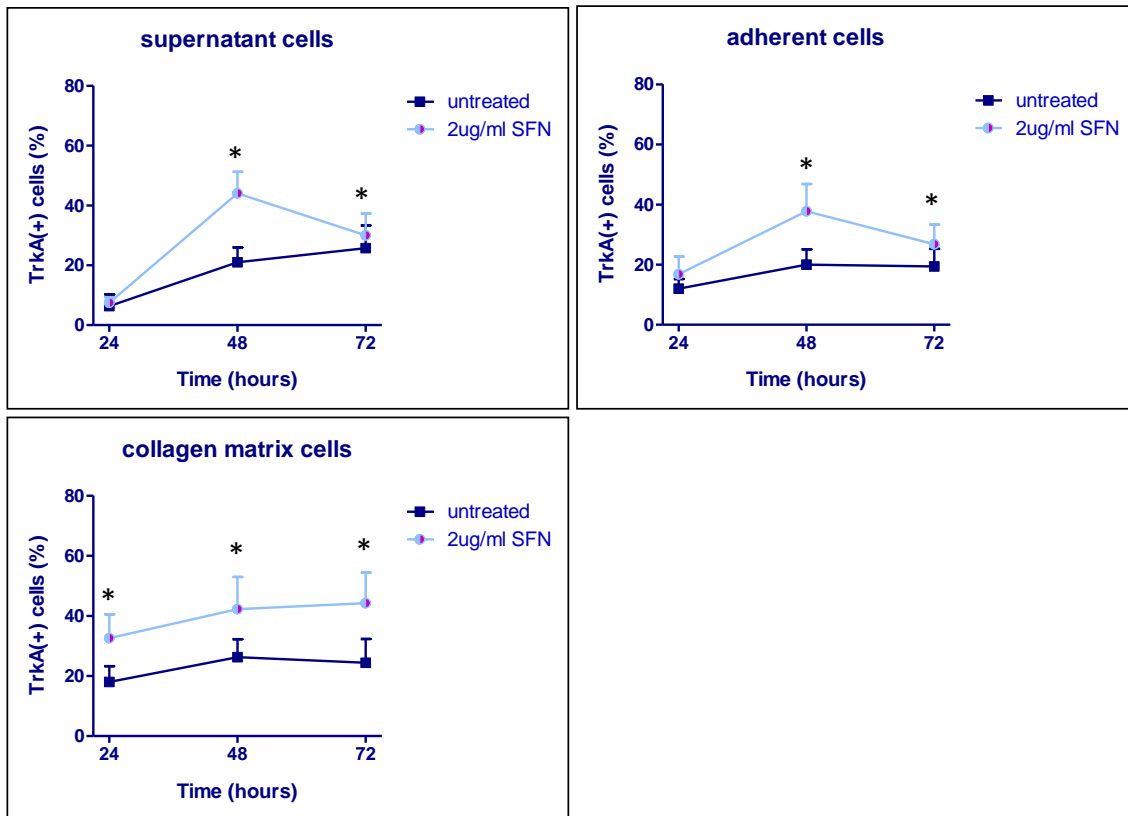 supernatant cells
TrkA(+) cells (%)
80
60
40
20
0
24
48
72
Time (hours)
untreated
2ug/ml SFN
*
*
adherent cells
TrkA(+) cells (%)
80
60
40
20
0
24
48
72
Time (hours)
untreated
2ug/ml SFN
*
*
collagen matrix cells
TrkA(+) cells (%)
80
60
40
20
0
24
48
72
Time (hours)
untreated
2ug/ml SFN
*
*
*